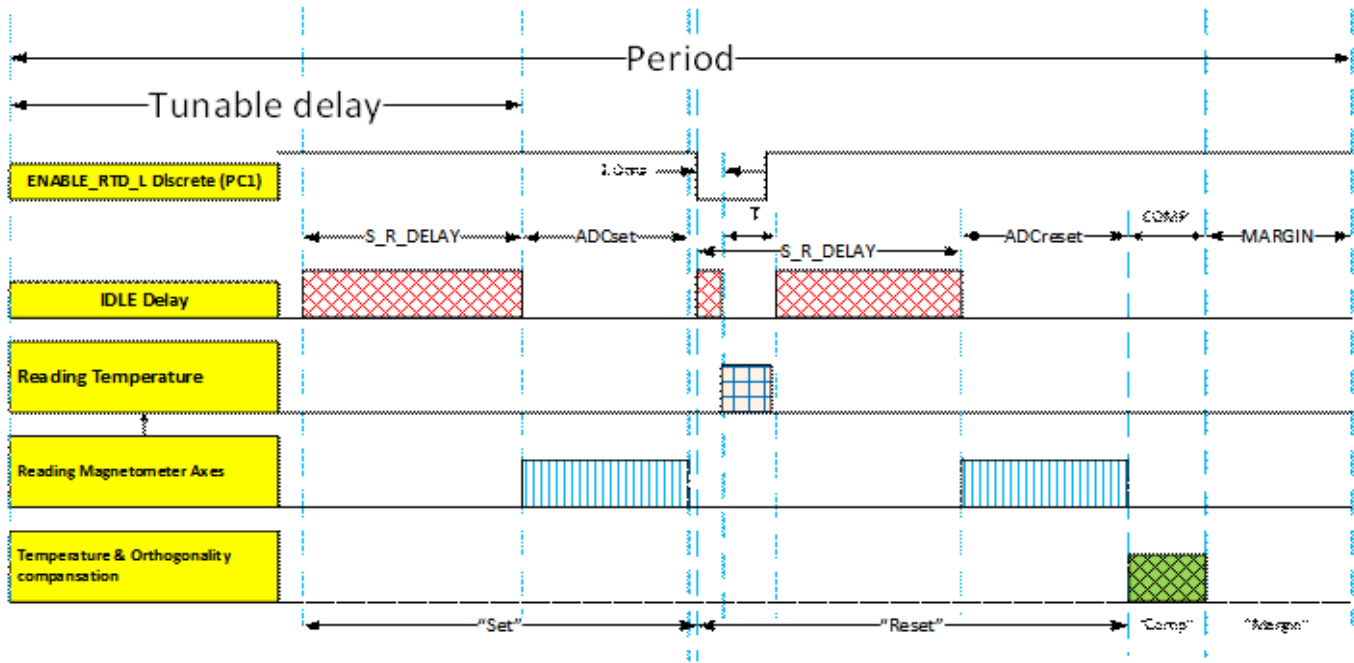 Period
Tunable delay
ENABLE_RTD_L Discrete (PC1)
T
COMP
S_R_DELAY
ADCset
S_R_DELAY
ADCreset
MARGIN
IDLE Delay
Reading Temperature
Reading Magnetometer Axes
Temperature & Orthogonality
compansation
"Set"
"Reset"
"Comp"
"Margin"